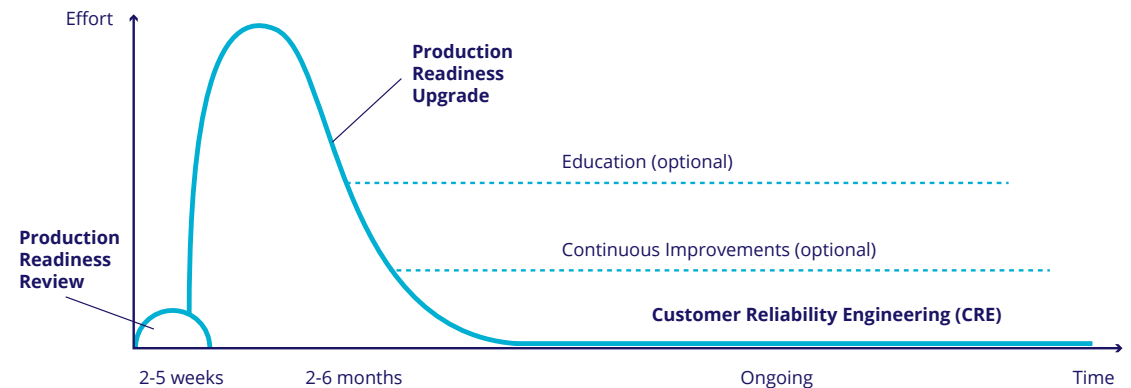 Effort
Production
Readiness
Upgrade
Education (optional)
Production
Readiness
Review
Continuous Improvements (optional)
Customer Reliability Engineering (CRE)
2-5 weeks
2-6 months
Ongoing
Time